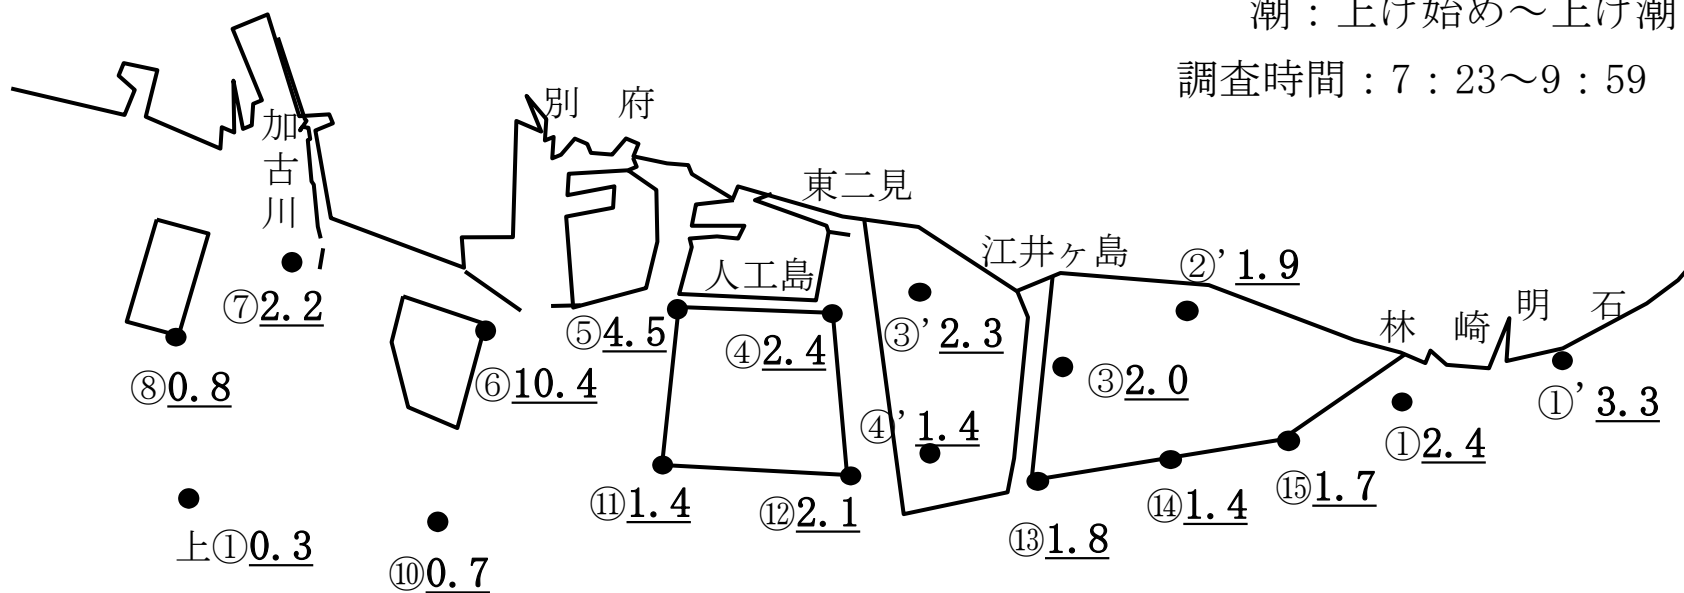 潮：上げ始め～上げ潮
調査時間：7：23～9：59
別 府
加古川
東二見
江井ヶ島
②' 1.9
人工島
林 崎
明 石
⑦2.2
⑤4.5
④2.4
③' 2.3
⑧0.8
⑥10.4
③2.0
①' 3.3
④' 1.4
①2.4
⑪1.4
⑫2.1
⑭1.4
⑮1.7
上①0.3
⑬1.8
⑩0.7